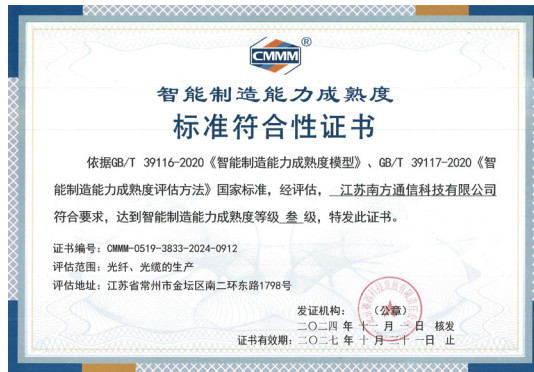 CMMM®
智能制造能力成熟度
标准符合性证书
依据GB/T 39116-2020《智能制造能力成熟度模型》、GB/T 39117-2020《智
能制造能力成熟度评估方法》国家标准，经评估， 江苏南方通信科技有限公司
符合要求，达到智能制造能力成熟度等级 叁 级，特发此证书。
证书编号：CMMM-0519-3833-2024-0912
评估范围：光纤、光缆的生产
评估地址：江苏省常州市金坛区南二环东路1798号
发证机构： （公章）
二〇二四 年 十一 月 一 日 核发
证书有效期：二〇二七 年 十 月 三十一日 止